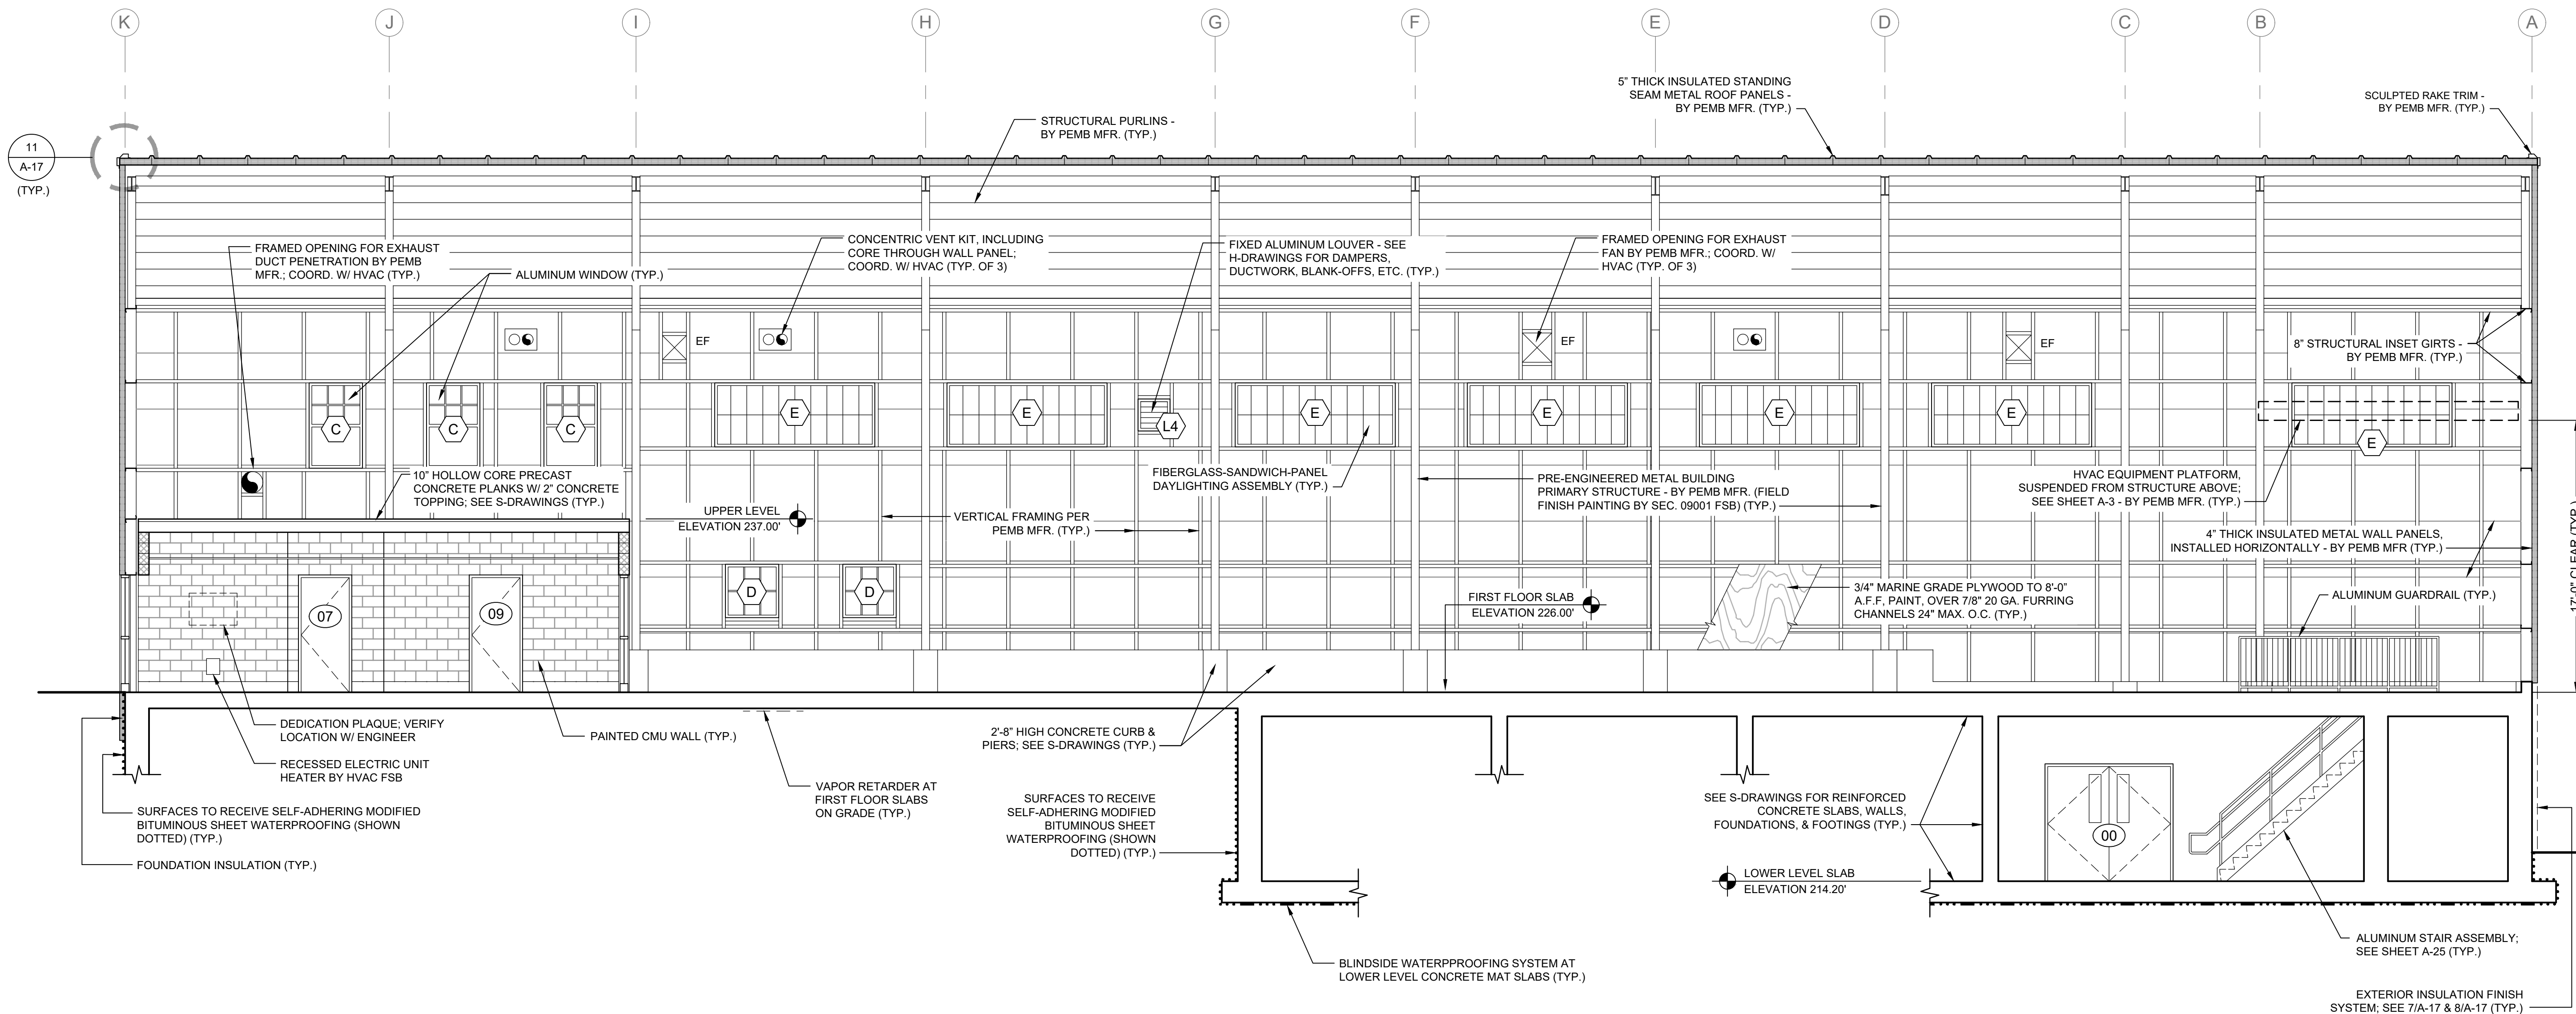 K
J
I
H
G
F
E
D
C
B
A
11
A-17
(TYP.)
STRUCTURAL PURLINS -
BY PEMB MFR. (TYP.)
5" THICK INSULATED STANDING
SEAM METAL ROOF PANELS -
BY PEMB MFR. (TYP.)
SCULPTED RAKE TRIM -
BY PEMB MFR. (TYP.)
FRAMED OPENING FOR EXHAUST
DUCT PENETRATION BY PEMB
MFR.; COORD. W/ HVAC (TYP.)
ALUMINUM WINDOW (TYP.)
CONCENTRIC VENT KIT, INCLUDING
CORE THROUGH WALL PANEL;
COORD. W/ HVAC (TYP. OF 3)
FIXED ALUMINUM LOUVER - SEE
H-DRAWINGS FOR DAMPERS,
DUCTWORK, BLANK-OFFS, ETC. (TYP.)
FRAMED OPENING FOR EXHAUST
FAN BY PEMB MFR.; COORD. W/
HVAC (TYP. OF 3)
EF
EF
EF
8" STRUCTURAL INSET GIRTS -
BY PEMB MFR. (TYP.)
C
C
C
E
E
L4
E
E
E
E
E
10" HOLLOW CORE PRECAST
CONCRETE PLANKS W/ 2" CONCRETE
TOPPING; SEE S-DRAWINGS (TYP.)
UPPER LEVEL
ELEVATION 237.00'
VERTICAL FRAMING PER
PEMB MFR. (TYP.)
FIBERGLASS-SANDWICH-PANEL
DAYLIGHTING ASSEMBLY (TYP.)
PRE-ENGINEERED METAL BUILDING
PRIMARY STRUCTURE - BY PEMB MFR. (FIELD
FINISH PAINTING BY SEC. 09001 FSB) (TYP.)
HVAC EQUIPMENT PLATFORM,
SUSPENDED FROM STRUCTURE ABOVE;
SEE SHEET A-3 - BY PEMB MFR. (TYP.)
4" THICK INSULATED METAL WALL PANELS,
INSTALLED HORIZONTALLY - BY PEMB MFR (TYP.)
17'-0" CLEAR (TYP.)
07
09
D
D
FIRST FLOOR SLAB
ELEVATION 226.00'
3/4" MARINE GRADE PLYWOOD TO 8'-0"
A.F.F, PAINT, OVER 7/8" 20 GA. FURRING
CHANNELS 24" MAX. O.C. (TYP.)
ALUMINUM GUARDRAIL (TYP.)
DEDICATION PLAQUE; VERIFY
LOCATION W/ ENGINEER
RECESSED ELECTRIC UNIT
HEATER BY HVAC FSB
PAINTED CMU WALL (TYP.)
SURFACES TO RECEIVE SELF-ADHERING MODIFIED
BITUMINOUS SHEET WATERPROOFING (SHOWN
DOTTED) (TYP.)
FOUNDATION INSULATION (TYP.)
VAPOR RETARDER AT
FIRST FLOOR SLABS
ON GRADE (TYP.)
2'-8" HIGH CONCRETE CURB &
PIERS; SEE S-DRAWINGS (TYP.)
SURFACES TO RECEIVE
SELF-ADHERING MODIFIED
BITUMINOUS SHEET
WATERPROOFING (SHOWN
DOTTED) (TYP.)
SEE S-DRAWINGS FOR REINFORCED
CONCRETE SLABS, WALLS,
FOUNDATIONS, & FOOTINGS (TYP.)
00
LOWER LEVEL SLAB
ELEVATION 214.20'
BLINDSIDE WATERPPROOFING SYSTEM AT
LOWER LEVEL CONCRETE MAT SLABS (TYP.)
ALUMINUM STAIR ASSEMBLY;
SEE SHEET A-25 (TYP.)
EXTERIOR INSULATION FINISH
SYSTEM; SEE 7/A-17 & 8/A-17 (TYP.)